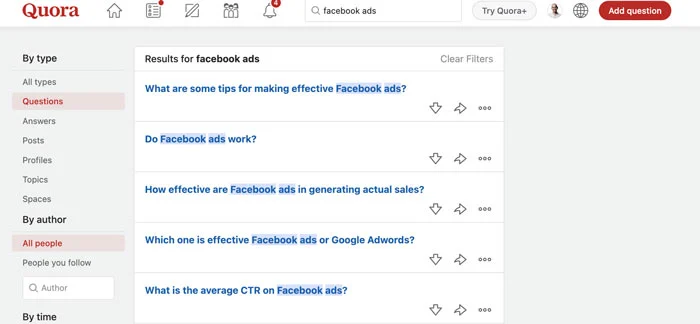 Quora
4
facebook ads
Try Quora+
Add question
By type
All types
Questions
Answers
Posts
Profiles
Topics
Spaces
By author
All people
People you follow
Author
By time
Results for facebook ads
Clear Filters
What are some tips for making effective Facebook ads?
Do Facebook ads work?
How effective are Facebook ads in generating actual sales?
Which one is effective Facebook ads or Google Adwords?
What is the average CTR on Facebook ads?